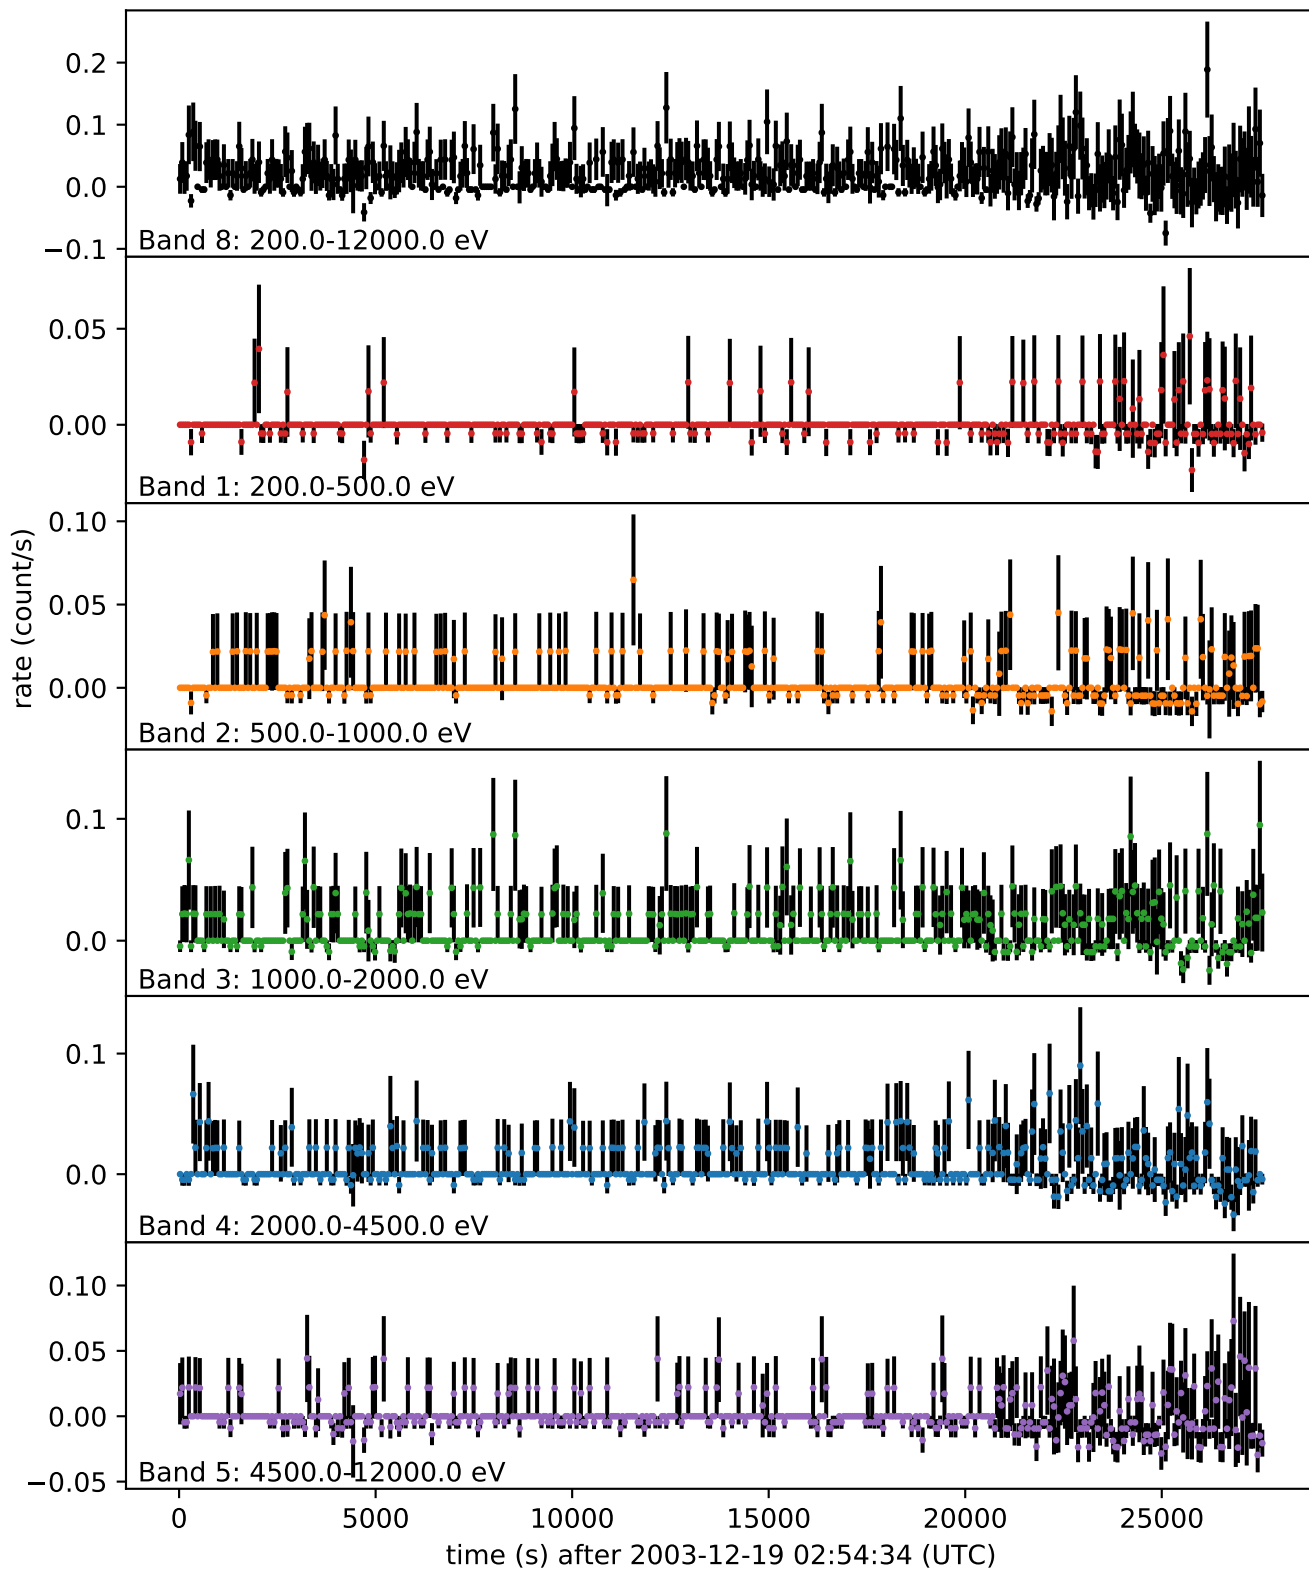 0.2
0.1
0.0
−0.1
Band 8: 200.0-12000.0 eV
0.05
0.00
Band 1: 200.0-500.0 eV
0.10
0.05
0.00
Band 2: 500.0-1000.0 eV
rate (count/s)
0.1
0.0
Band 3: 1000.0-2000.0 eV
0.1
0.0
Band 4: 2000.0-4500.0 eV
0.10
0.05
0.00
−0.05
Band 5: 4500.0-12000.0 eV
0 5000 10000 15000 20000 25000
time (s) after 2003-12-19 02:54:34 (UTC)